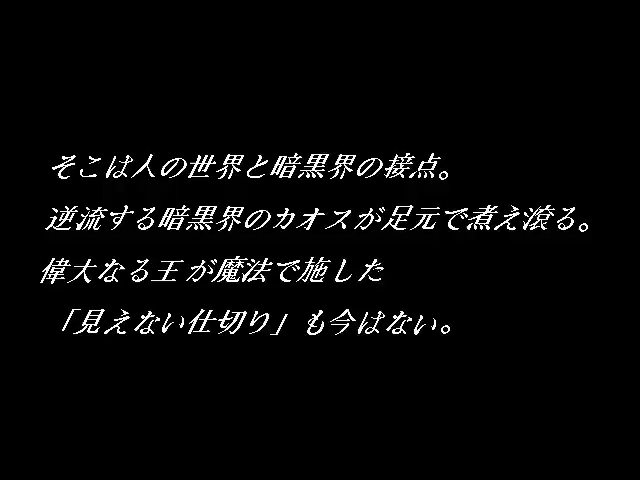 そこは人の世界と暗黒界の接点。
逆流する暗黒界のカオスが足元で煮え滾る。
偉大なる王が魔法で施した
「見えない仕切り」も今はない。